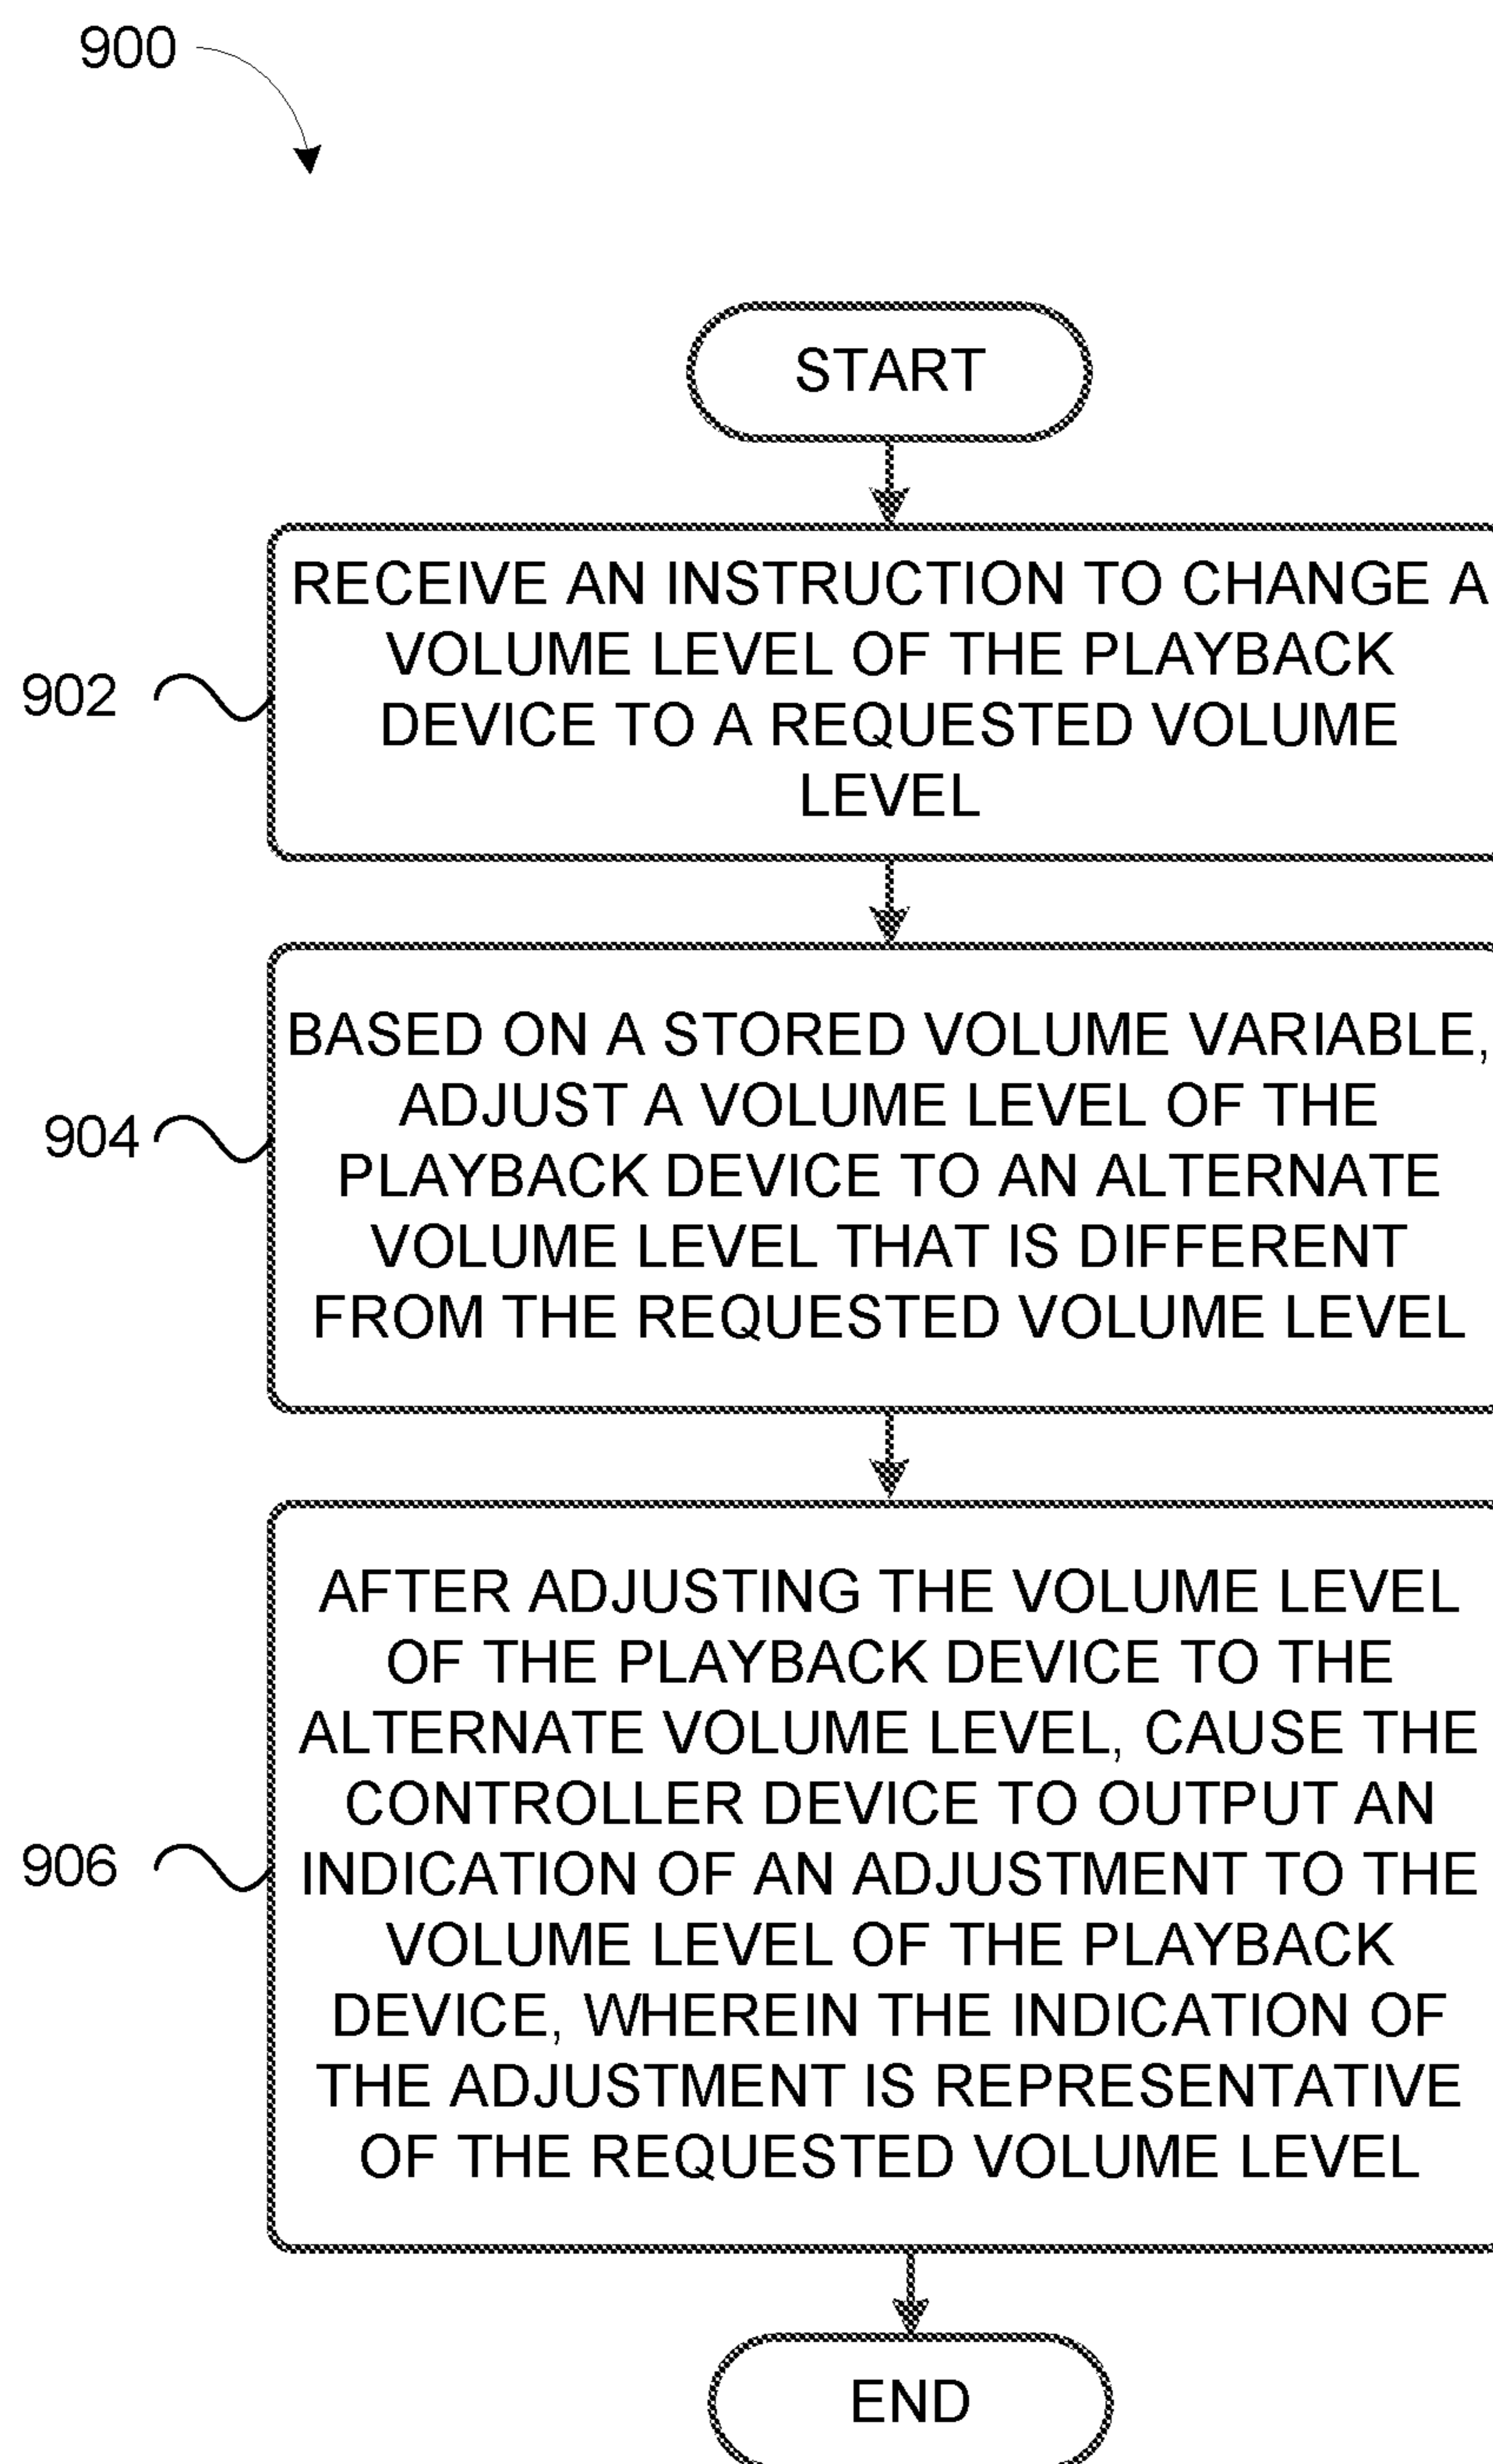 900
START
902
RECEIVE AN INSTRUCTION TO CHANGE A
VOLUME LEVEL OF THE PLAYBACK
DEVICE TO A REQUESTED VOLUME
LEVEL
904
BASED ON A STORED VOLUME VARIABLE,
ADJUST A VOLUME LEVEL OF THE
PLAYBACK DEVICE TO AN ALTERNATE
VOLUME LEVEL THAT IS DIFFERENT
FROM THE REQUESTED VOLUME LEVEL
906
AFTER ADJUSTING THE VOLUME LEVEL
OF THE PLAYBACK DEVICE TO THE
ALTERNATE VOLUME LEVEL, CAUSE THE
CONTROLLER DEVICE TO OUTPUT AN
INDICATION OF AN ADJUSTMENT TO THE
VOLUME LEVEL OF THE PLAYBACK
DEVICE, WHEREIN THE INDICATION OF
THE ADJUSTMENT IS REPRESENTATIVE
OF THE REQUESTED VOLUME LEVEL
END